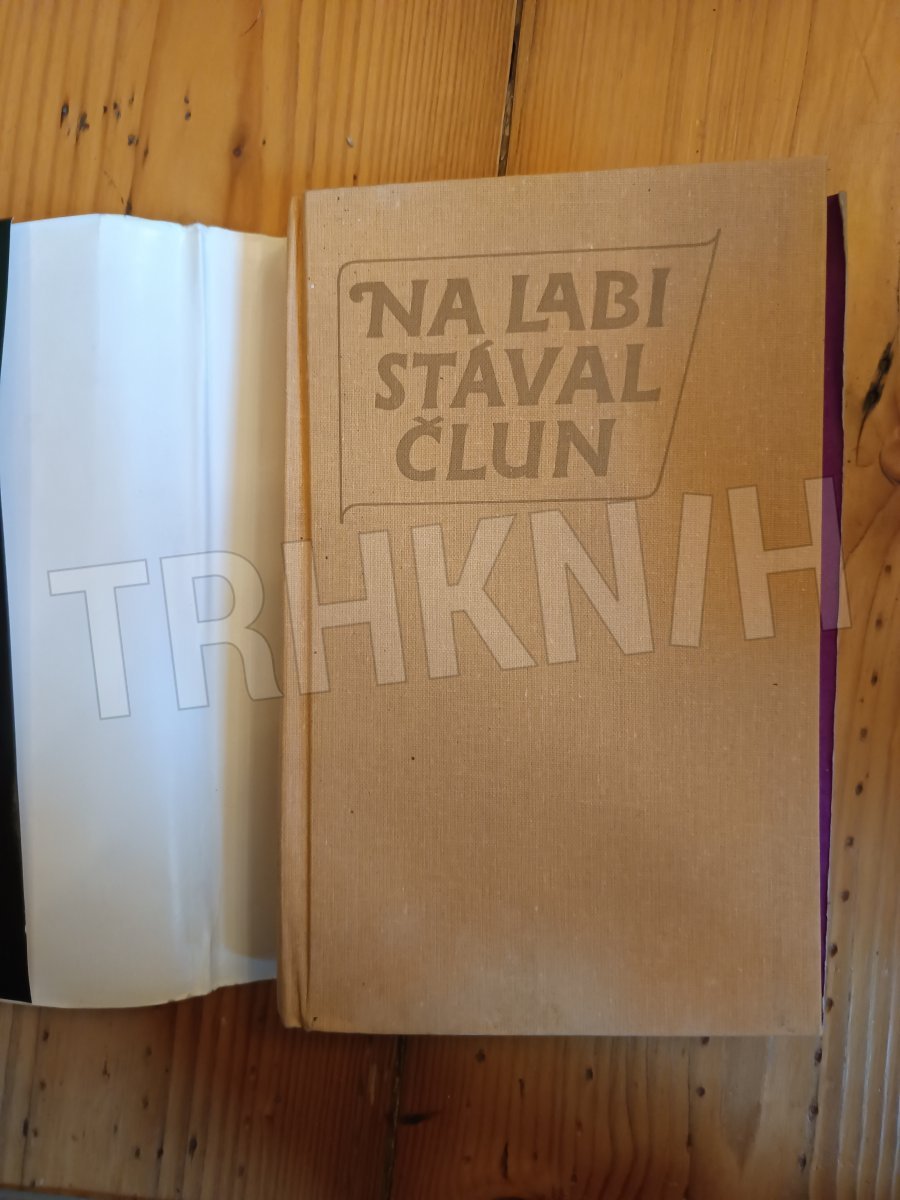 NA LABI
STÁVAL
ČLUN
TRHKNIH